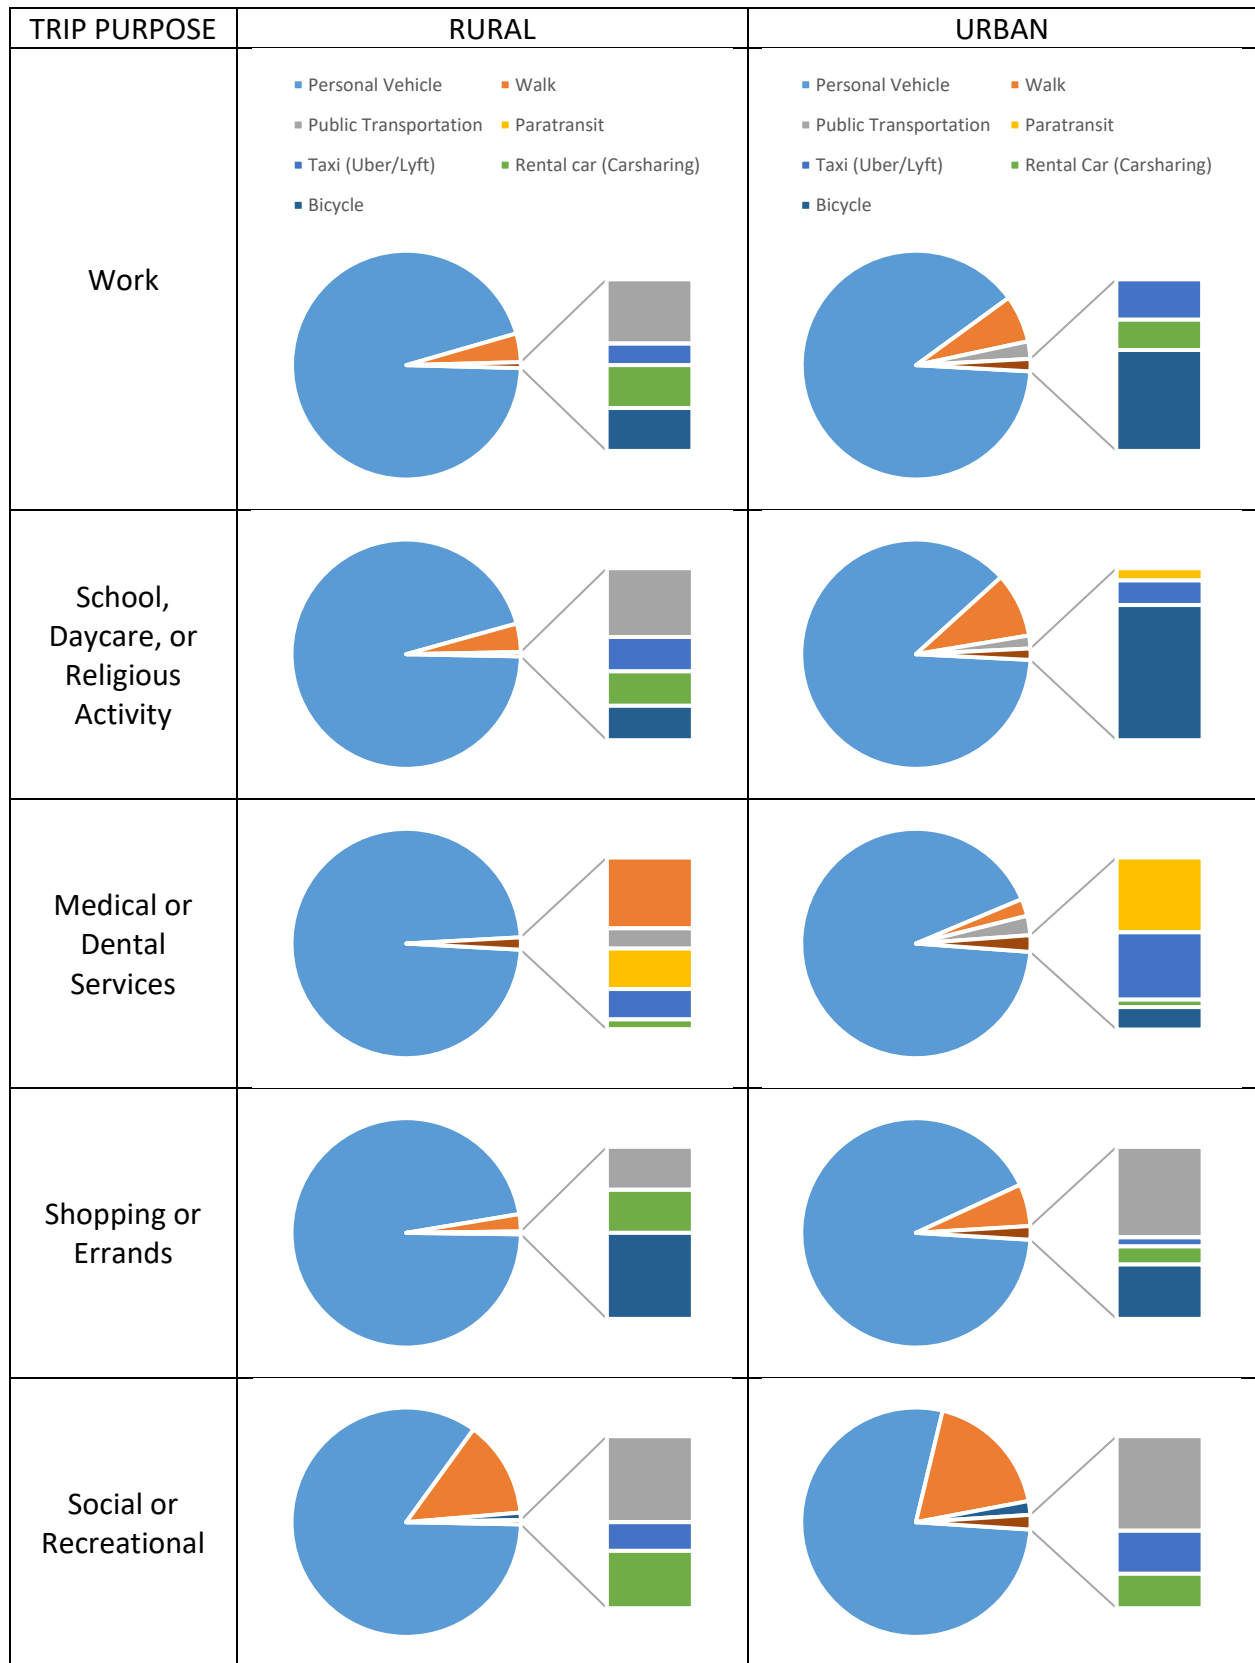 TRIP PURPOSE
RURAL
URBAN
Work
Personal Vehicle
Walk
Public Transportation
Paratransit
Taxi (Uber/Lyft)
Rental car (Carsharing)
Bicycle
Personal Vehicle
Walk
Public Transportation
Paratransit
Taxi (Uber/Lyft)
Rental Car (Carsharing)
Bicycle
School,
Daycare, or
Religious
Activity
Medical or
Dental
Services
Shopping or
Errands
Social or
Recreational